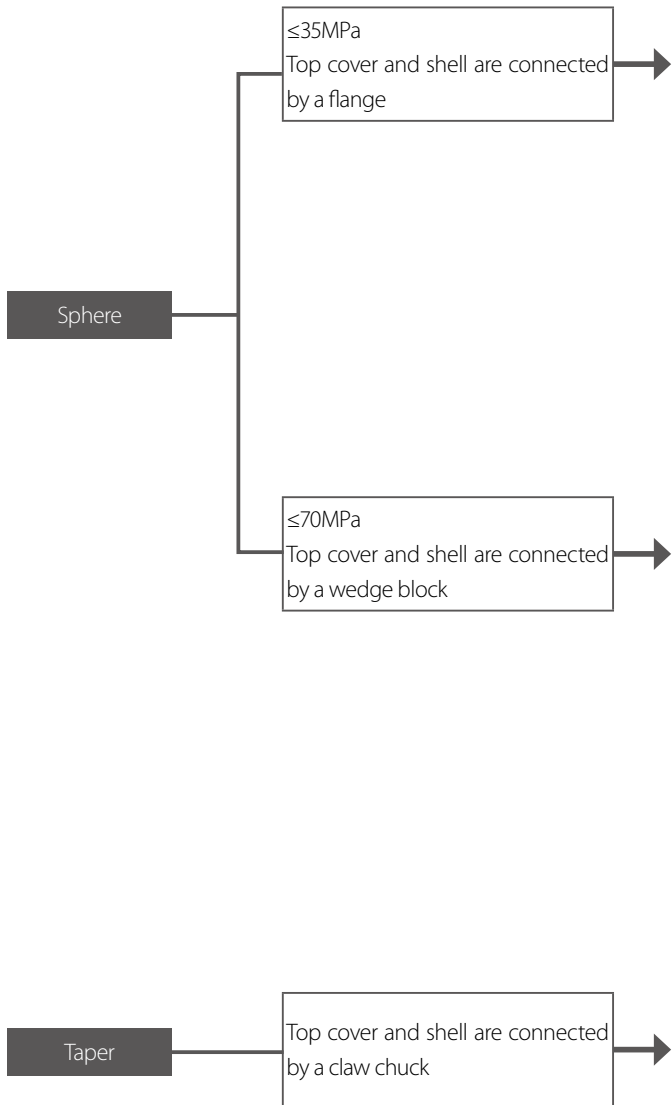 ≤35MPa
Top cover and shell are connected
by a flange
Sphere
≤70MPa
Top cover and shell are connected
by a wedge block
Taper
Top cover and shell are connected
by a claw chuck